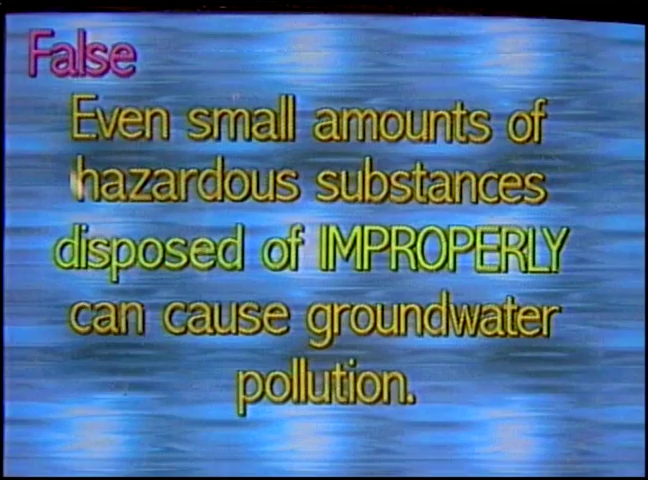 False
Even small amounts of
hazardous substances
disposed of IMPROPERLY
can cause groundwater
pollution.